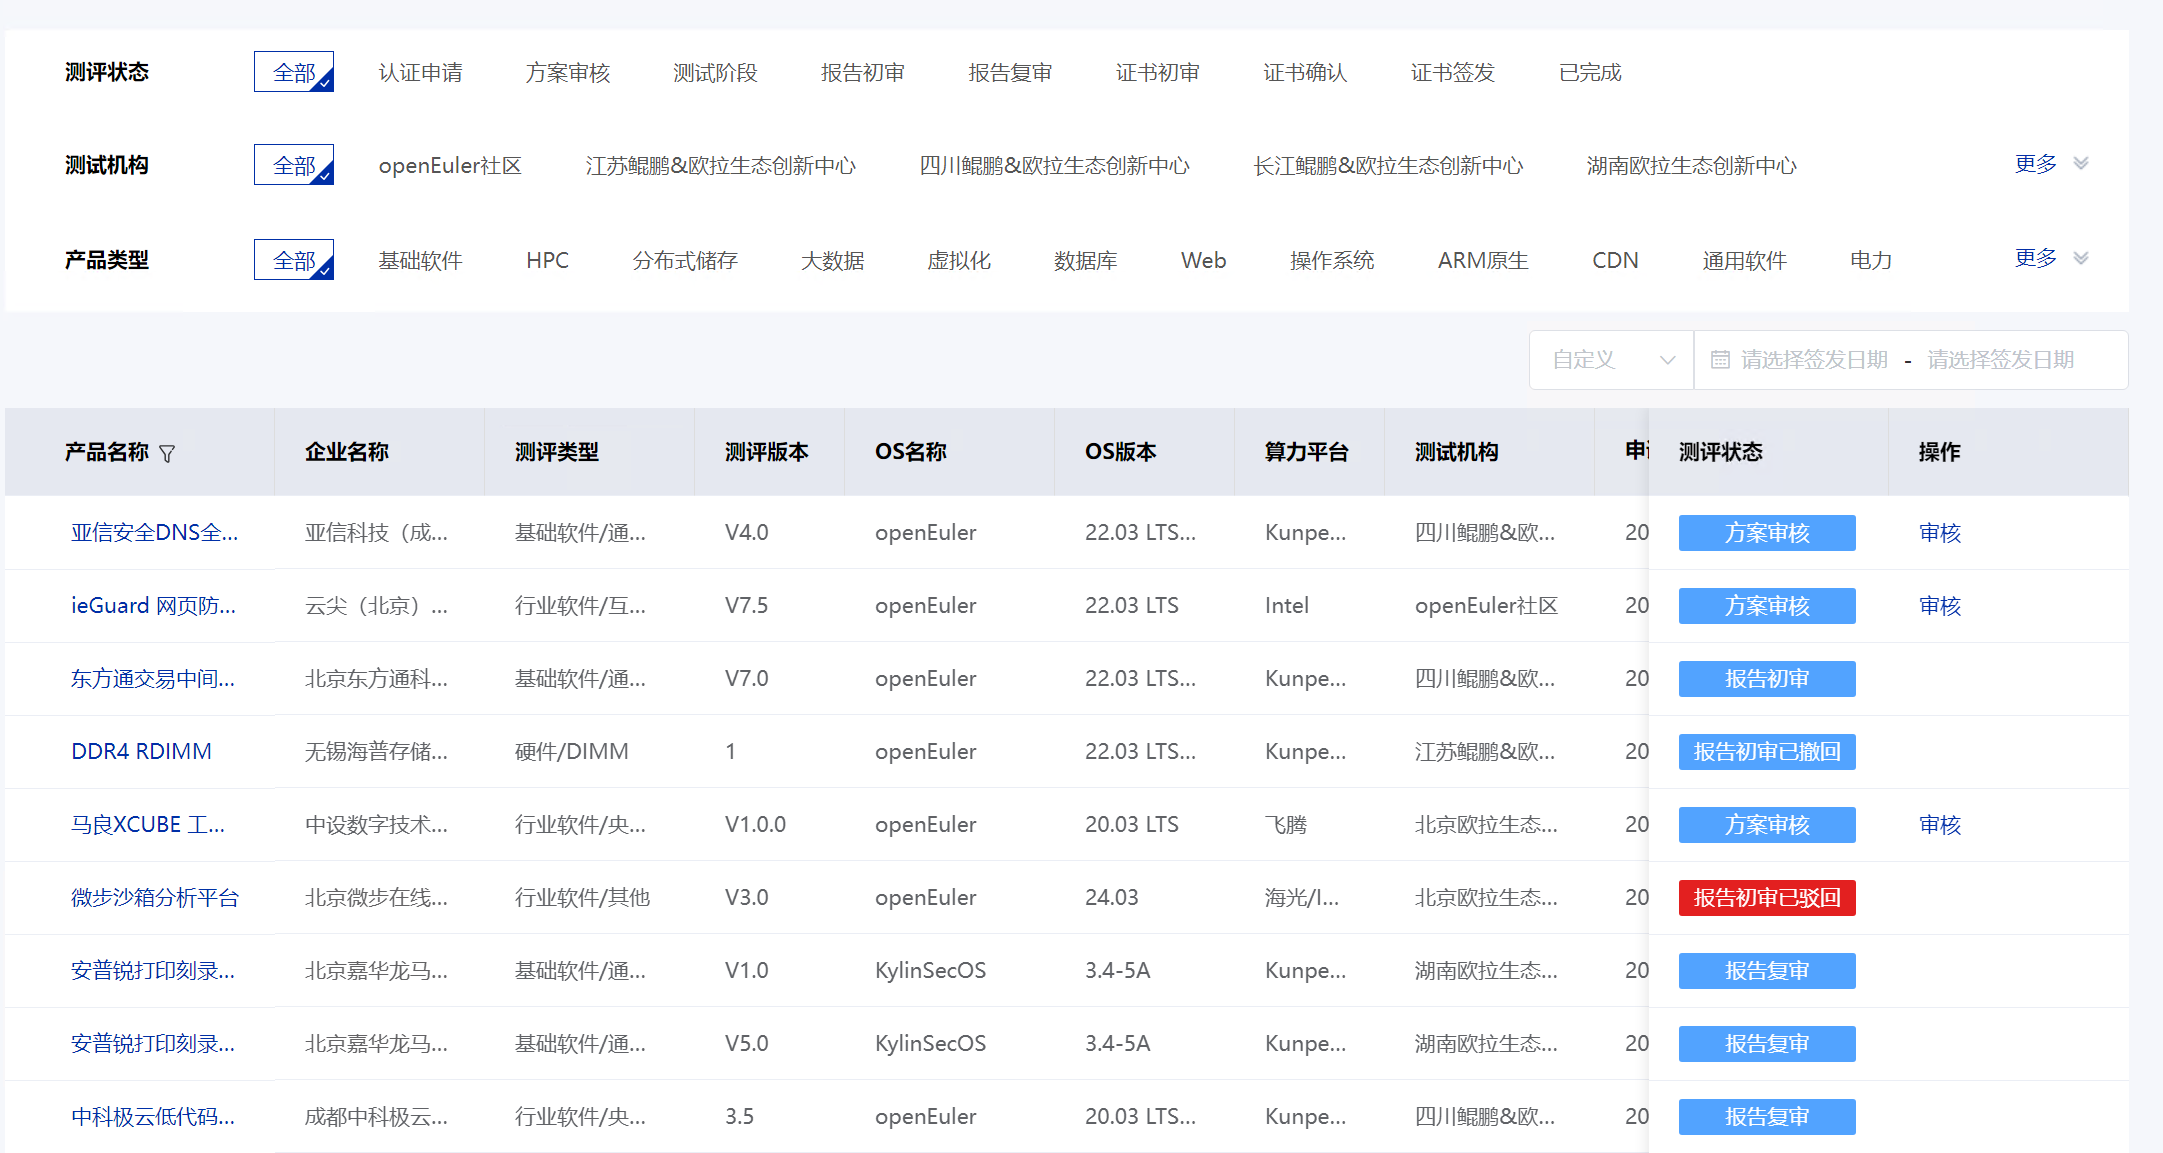 测评状态 全部 认证申请 方案审核 测试阶段 报告初审 报告复审 证书初审 证书确认 证书签发 已完成
测试机构 全部 openEuler社区 江苏鲲鹏&欧拉生态创新中心 四川鲲鹏&欧拉生态创新中心 长江鲲鹏&欧拉生态创新中心 湖南欧拉生态创新中心 更多
产品类型 全部 基础软件 HPC 分布式储存 大数据 虚拟化 数据库 Web 操作系统 ARM原生 CDN 通用软件 电力 更多
自定义 请选择签发日期 - 请选择签发日期
产品名称 企业名称 测评类型 测评版本 OS名称 OS版本 算力平台 测试机构 申 测评状态 操作
亚信安全DNS全... 亚信科技（成... 基础软件/通... V4.0 openEuler 22.03 LTS... Kunpe... 四川鲲鹏&欧... 20 方案审核 审核
ieGuard 网页防... 云尖（北京）... 行业软件/互... V7.5 openEuler 22.03 LTS Intel openEuler社区 20 方案审核 审核
东方通交易中间... 北京东方通科... 基础软件/通... V7.0 openEuler 22.03 LTS... Kunpe... 四川鲲鹏&欧... 20 报告初审
DDR4 RDIMM 无锡海普存储... 硬件/DIMM 1 openEuler 22.03 LTS... Kunpe... 江苏鲲鹏&欧... 20 报告初审已撤回
马良XCUBE 工... 中设数字技术... 行业软件/央... V1.0.0 openEuler 20.03 LTS 飞腾 北京欧拉生态... 20 方案审核 审核
微步沙箱分析平台 北京微步在线... 行业软件/其他 V3.0 openEuler 24.03 海光/I... 北京欧拉生态... 20 报告初审已驳回
安普锐打印刻录... 北京嘉华龙马... 基础软件/通... V1.0 KylinSecOS 3.4-5A Kunpe... 湖南欧拉生态... 20 报告复审
安普锐打印刻录... 北京嘉华龙马... 基础软件/通... V5.0 KylinSecOS 3.4-5A Kunpe... 湖南欧拉生态... 20 报告复审
中科极云低代码... 成都中科极云... 行业软件/央... 3.5 openEuler 20.03 LTS... Kunpe... 四川鲲鹏&欧... 20 报告复审